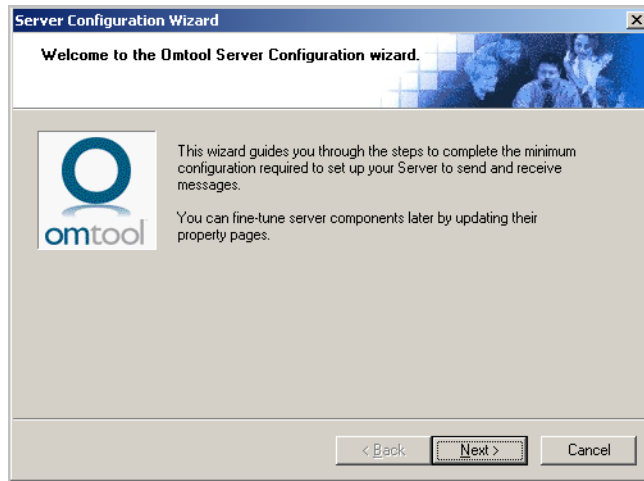 Server Configuration Wizard
Welcome to the Omtool Server Configuration wizard.
This wizard guides you through the steps to complete the minimum
configuration required to set up your Server to send and receive
messages.
You can fine-tune server components later by updating their
property pages.
omtool
< Back
Next >
Cancel